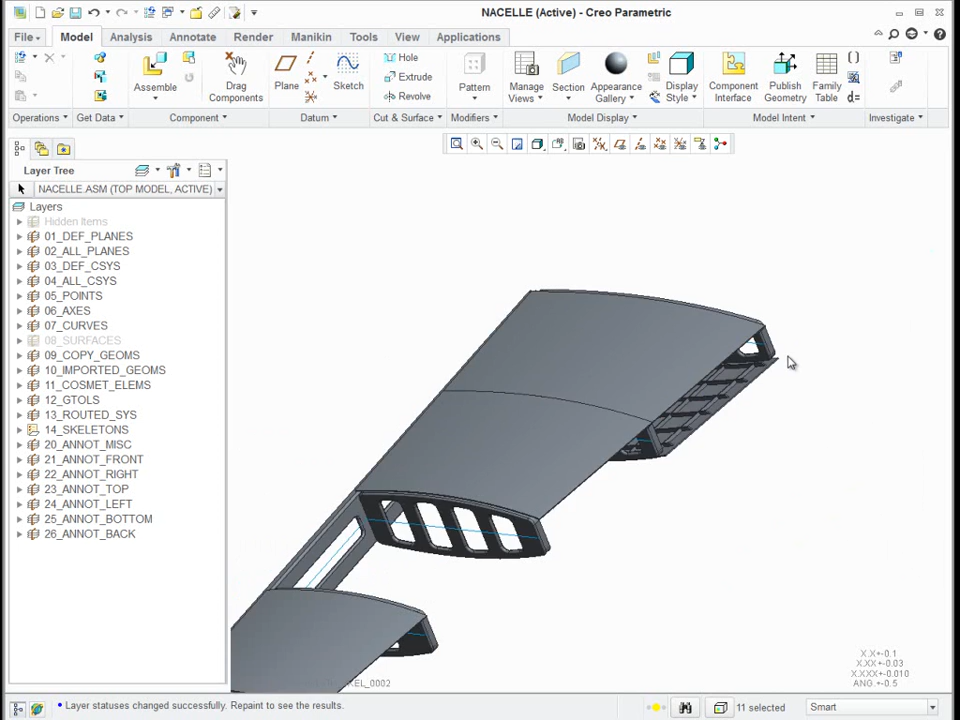 NACELLE (Active) - Creo Parametric
File Model Analysis Annotate Render Manikin Tools View Applications
Assemble
Drag Components
Plane
Sketch
Hole
Extrude
Revolve
Pattern
Manage Views
Section
Appearance Gallery
Display Style
Component Interface
Publish Geometry
Family Table
Operations Get Data Component Datum Cut & Surface Modifiers Model Display Model Intent Investigate
Layer Tree
NACELLE.ASM (TOP MODEL, ACTIVE)
Layers
Hidden Items
01_DEF_PLANES
02_ALL_PLANES
03_DEF_CSYS
04_ALL_CSYS
05_POINTS
06_AXES
07_CURVES
08_SURFACES
09_COPY_GEOMS
10_IMPORTED_GEOMS
11_COSMET_ELEMS
12_GTOLS
13_ROUTED_SYS
14_SKELETONS
20_ANNOT_MISC
21_ANNOT_FRONT
22_ANNOT_RIGHT
23_ANNOT_TOP
24_ANNOT_LEFT
25_ANNOT_BOTTOM
26_ANNOT_BACK
X.X+-0.1
X.XX+-0.03
X.XXX+-0.010
ANG.+-0.5
Layer statuses changed successfully. Repaint to see the results.
11 selected
Smart